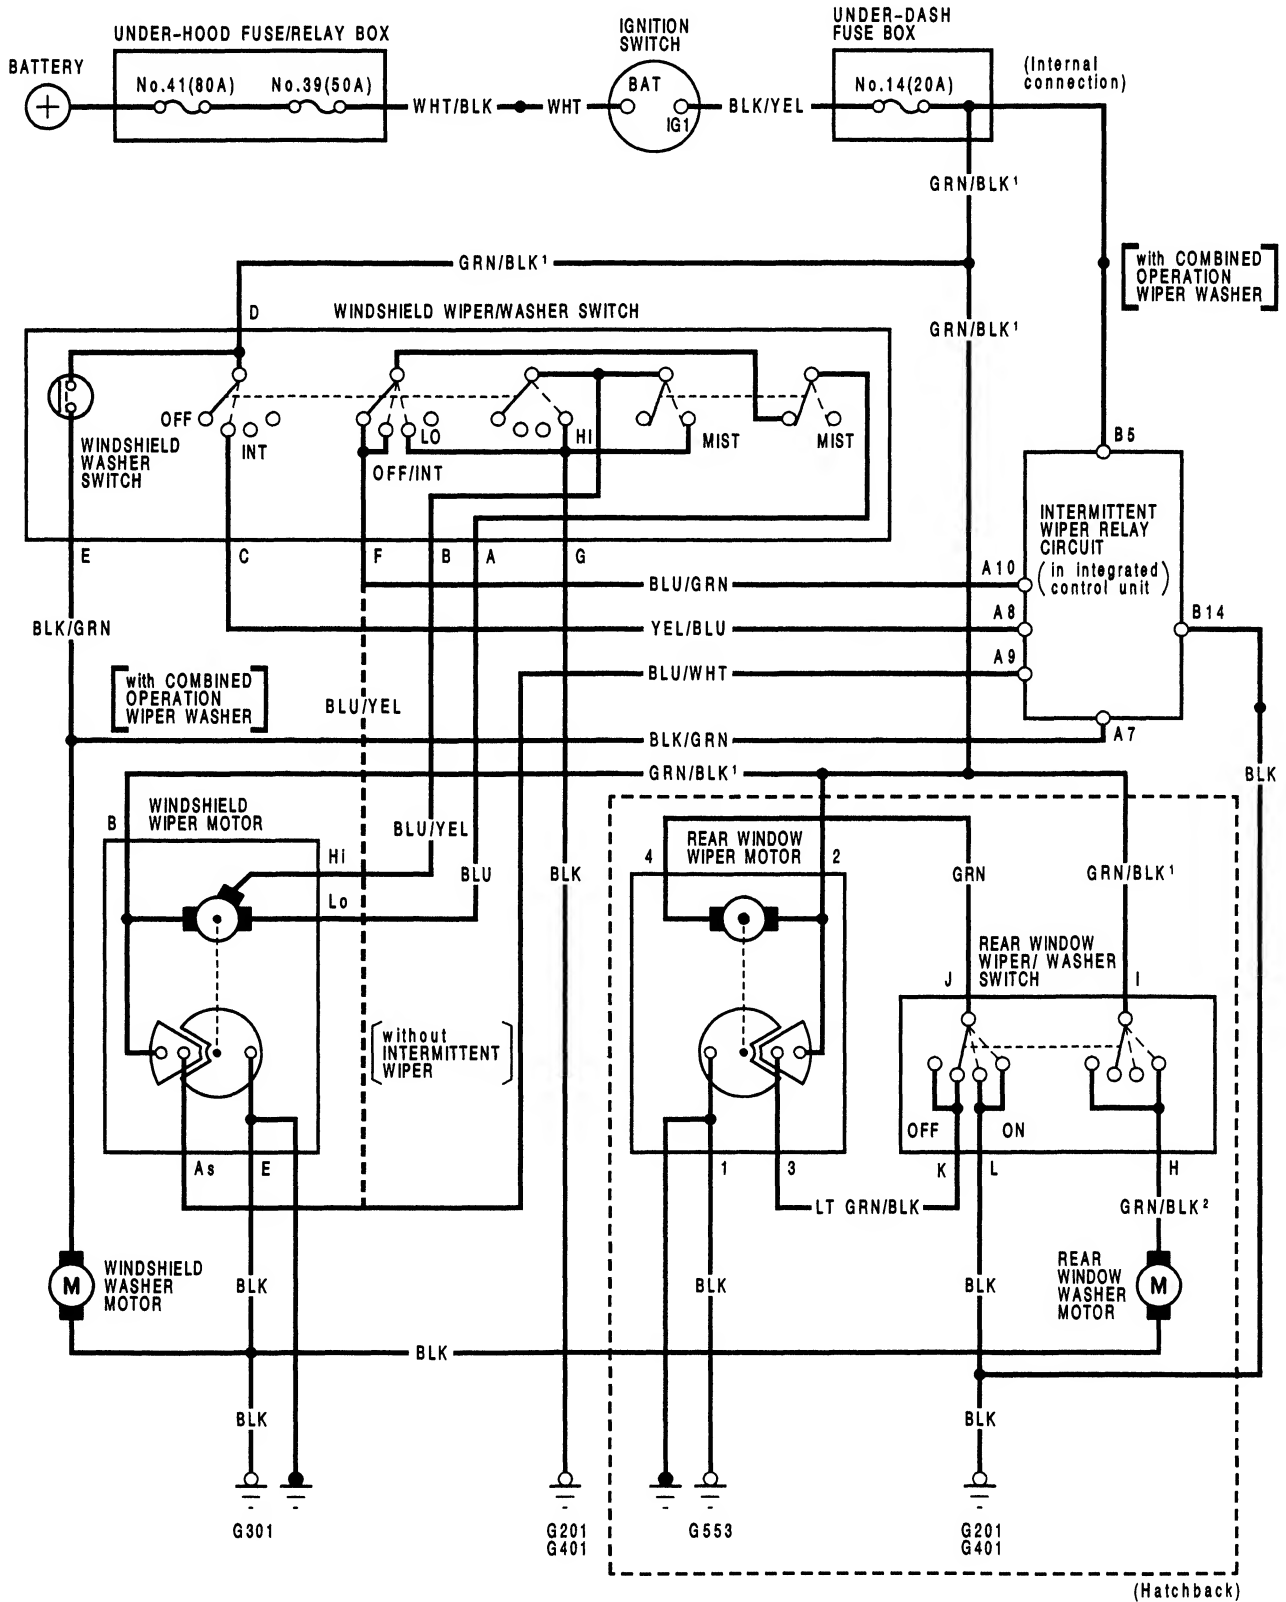 UNDER-HOOD FUSE/RELAY BOX
IGNITION
SWITCH
UNDER-DASH
FUSE BOX
BATTERY
No.41(80A)
No.39(50A)
WHT/BLK
WHT
BAT
IG1
BLK/YEL
No.14(20A)
(Internal
connection)
GRN/BLK¹
with COMBINED
OPERATION
WIPER WASHER
GRN/BLK¹
D
WINDSHIELD WIPER/WASHER SWITCH
GRN/BLK¹
OFF
INT
LO
OFF/INT
HI
MIST
MIST
WINDSHIELD
WASHER
SWITCH
B5
INTERMITTENT
WIPER RELAY
CIRCUIT
(in integrated
control unit)
E
C
F
B
A
G
A10
BLU/GRN
A8
YEL/BLU
B14
A9
BLU/WHT
BLK/GRN
with COMBINED
OPERATION
WIPER WASHER
BLU/YEL
BLK/GRN
A7
GRN/BLK¹
BLK
WINDSHIELD
WIPER MOTOR
B
BLU/YEL
REAR WINDOW
WIPER MOTOR
4
2
Hi
Lo
BLU
BLK
GRN
GRN/BLK¹
REAR WINDOW
WIPER/ WASHER
SWITCH
J
I
without
INTERMITTENT
WIPER
OFF
ON
As
E
1
3
K
L
H
LT GRN/BLK
GRN/BLK²
M
WINDSHIELD
WASHER
MOTOR
BLK
BLK
BLK
REAR
WINDOW
WASHER
MOTOR
M
BLK
BLK
BLK
G301
G201
G401
G553
G201
G401
(Hatchback)